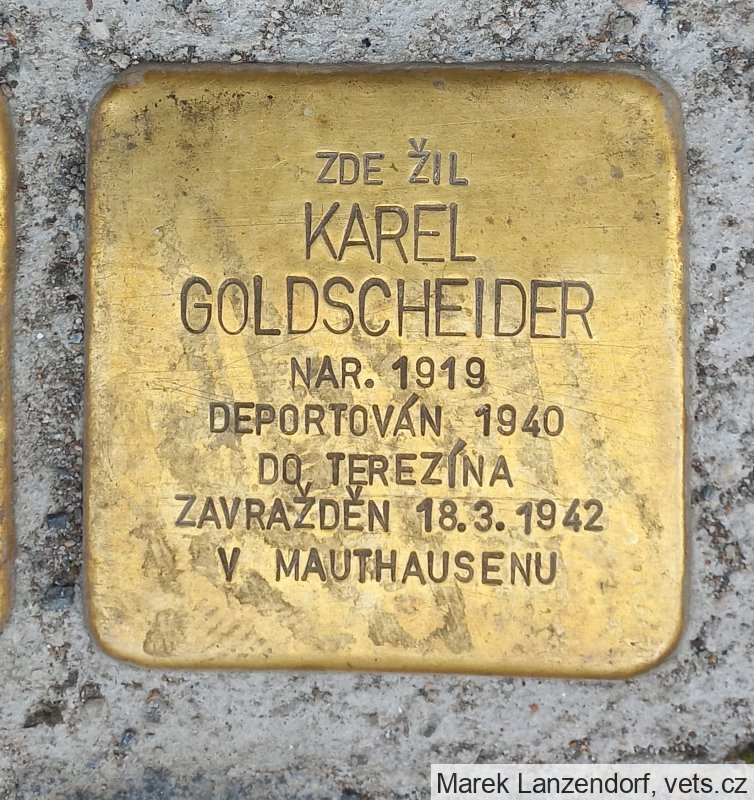 ZDE ŽIL
KAREL
GOLDSCHEIDER
NAR. 1919
DEPORTOVÁN 1940
DO TEREZÍNA
ZAVRAŽDĚN 18.3.1942
V MAUTHAUSENU
Marek Lanzendorf, vets.cz